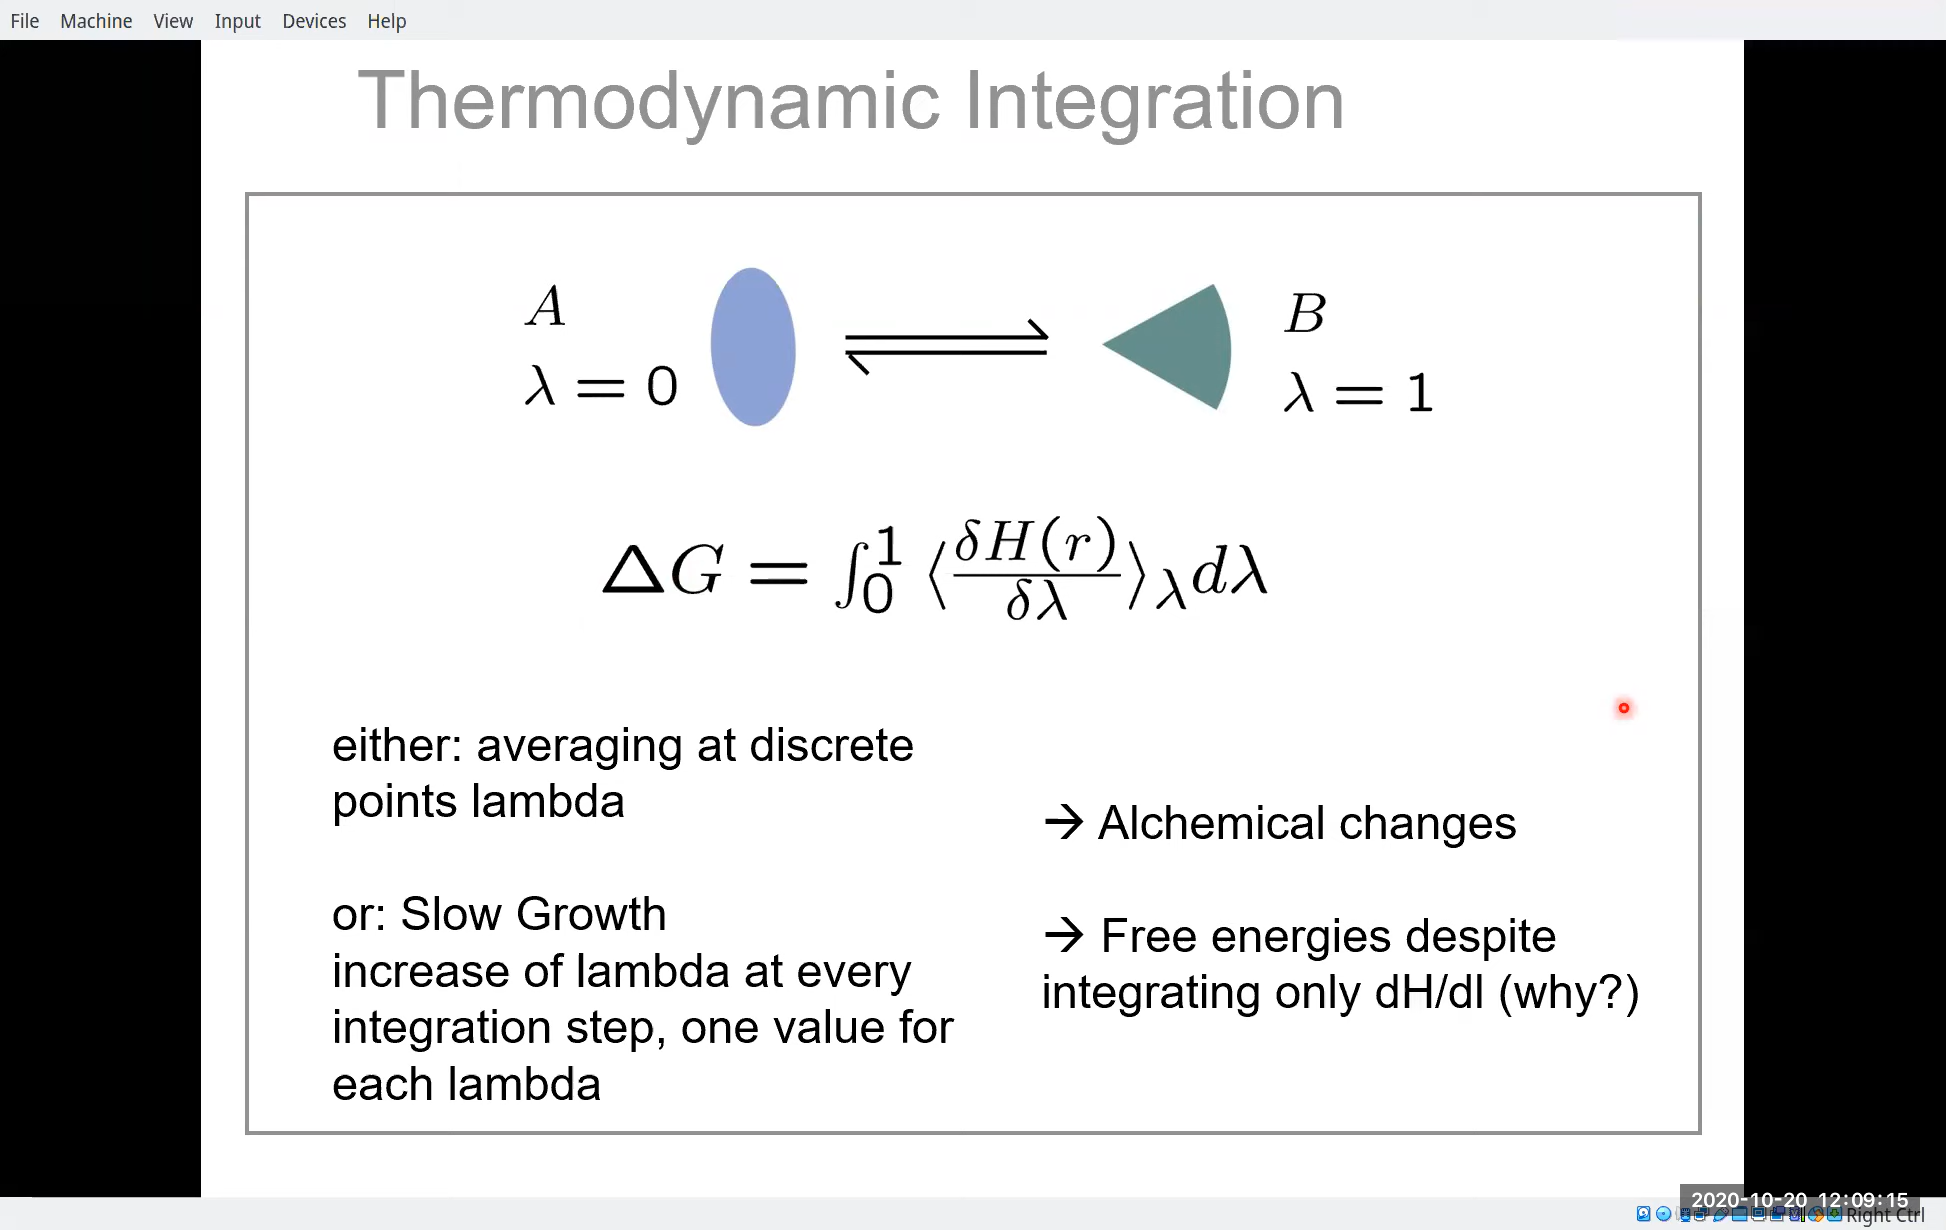 File Machine View Input Devices Help
Thermodynamic Integration
A
λ = 0
B
λ = 1
ΔG = ∫₀¹ ⟨δH(r)/δλ⟩_λ dλ
either: averaging at discrete
points lambda
or: Slow Growth
increase of lambda at every
integration step, one value for
each lambda
→ Alchemical changes
→ Free energies despite
integrating only dH/dl (why?)
2020-10-20 12:09:15
Right Ctrl